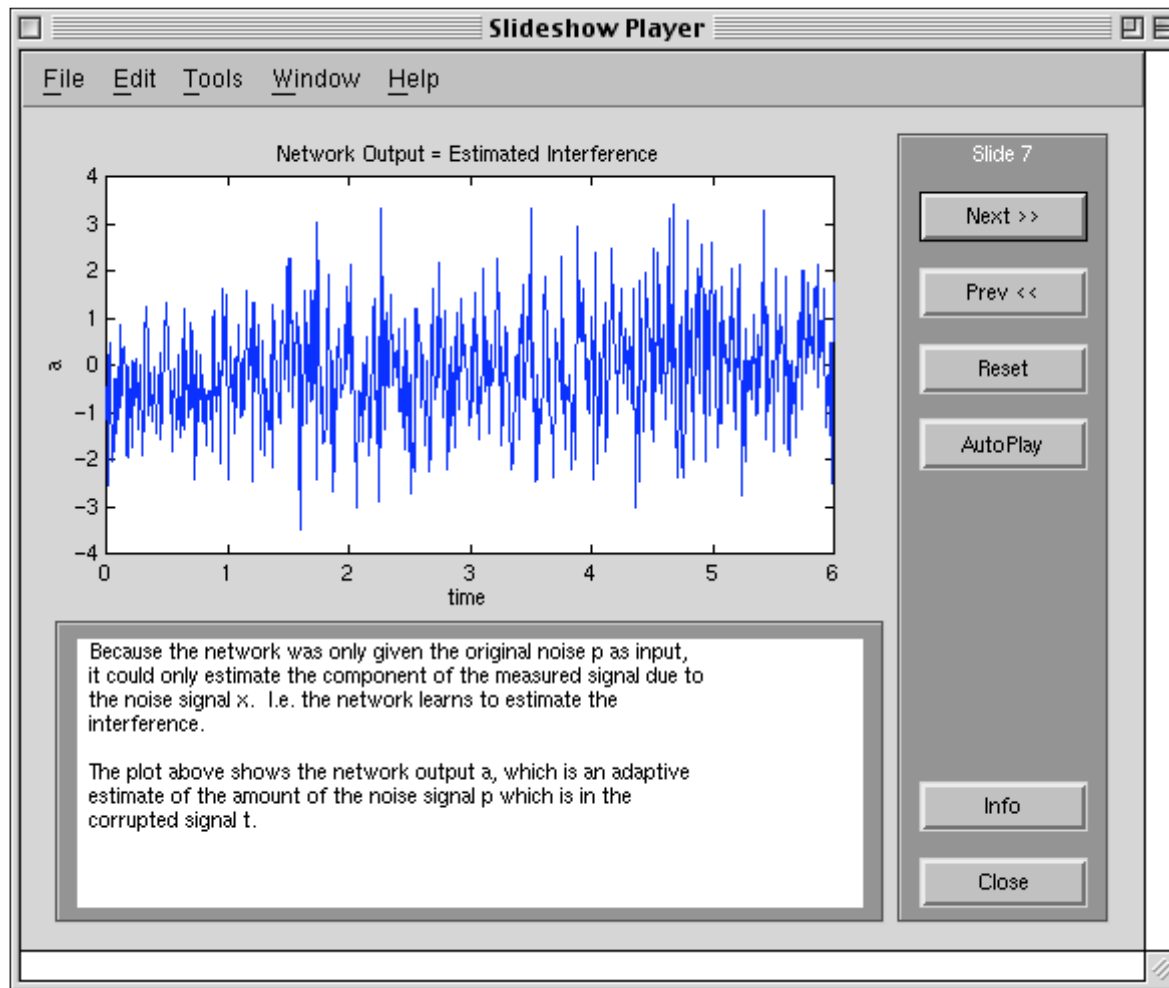 Slideshow Player
File Edit Tools Window Help
Network Output = Estimated Interference
4
3
2
1
0
−1
−2
−3
−4
a
0 1 2 3 4 5 6
time
Because the network was only given the original noise p as input,
it could only estimate the component of the measured signal due to
the noise signal x.  I.e. the network learns to estimate the
interference.
The plot above shows the network output a, which is an adaptive
estimate of the amount of the noise signal p which is in the
corrupted signal t.
Slide 7
Next >>
Prev <<
Reset
AutoPlay
Info
Close